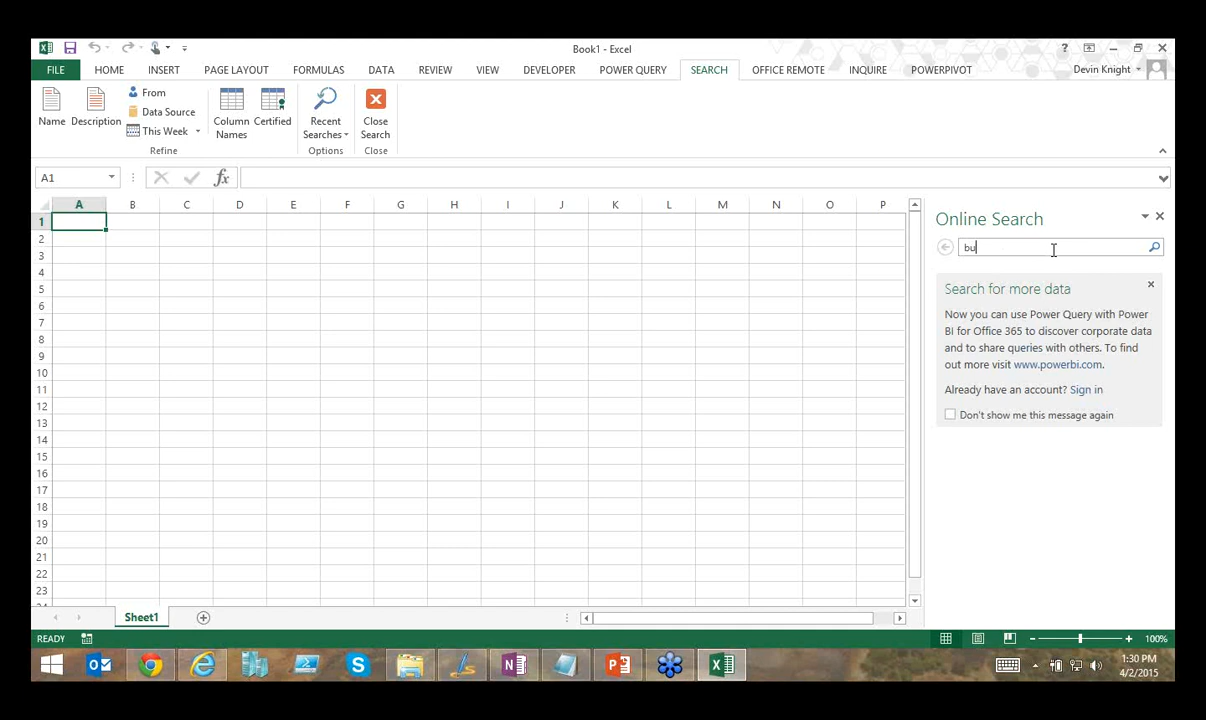 Book1 - Excel
?
FILE HOME INSERT PAGE LAYOUT FORMULAS DATA REVIEW VIEW DEVELOPER POWER QUERY SEARCH OFFICE REMOTE INQUIRE POWERPIVOT Devin Knight
Name
Description
From
Data Source
This Week
Column
Names
Certified
Recent
Searches
Close
Search
Refine
Options
Close
A1
fx
A B C D E F G H I J K L M N O P
1
2
3
4
5
6
7
8
9
10
11
12
13
14
15
16
17
18
19
20
21
22
23
Online Search
bu
Search for more data
Now you can use Power Query with Power
BI for Office 365 to discover corporate data
and to share queries with others. To find
out more visit www.powerbi.com.
Already have an account? Sign in
Don't show me this message again
Sheet1
READY
100%
1:30 PM
4/2/2015